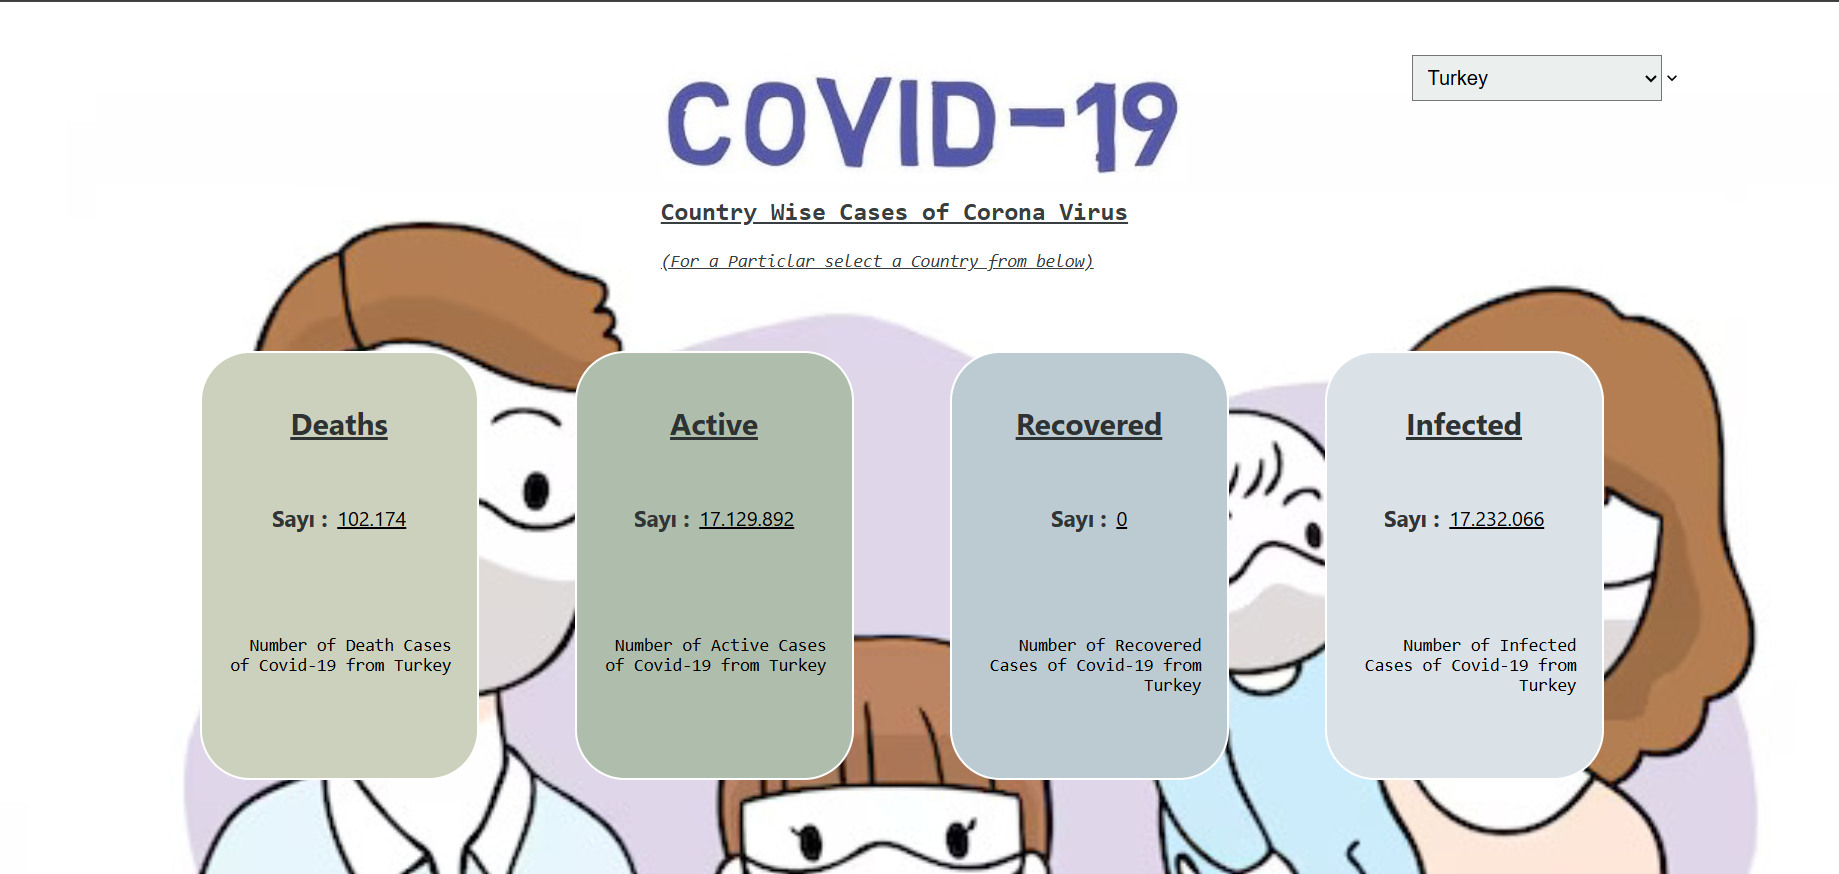 COVID-19
Turkey
Country Wise Cases of Corona Virus
(For a Particlar select a Country from below)
Deaths
Sayı : 102.174
Number of Death Cases
of Covid-19 from Turkey
Active
Sayı : 17.129.892
Number of Active Cases
of Covid-19 from Turkey
Recovered
Sayı : 0
Number of Recovered
Cases of Covid-19 from
Turkey
Infected
Sayı : 17.232.066
Number of Infected
Cases of Covid-19 from
Turkey